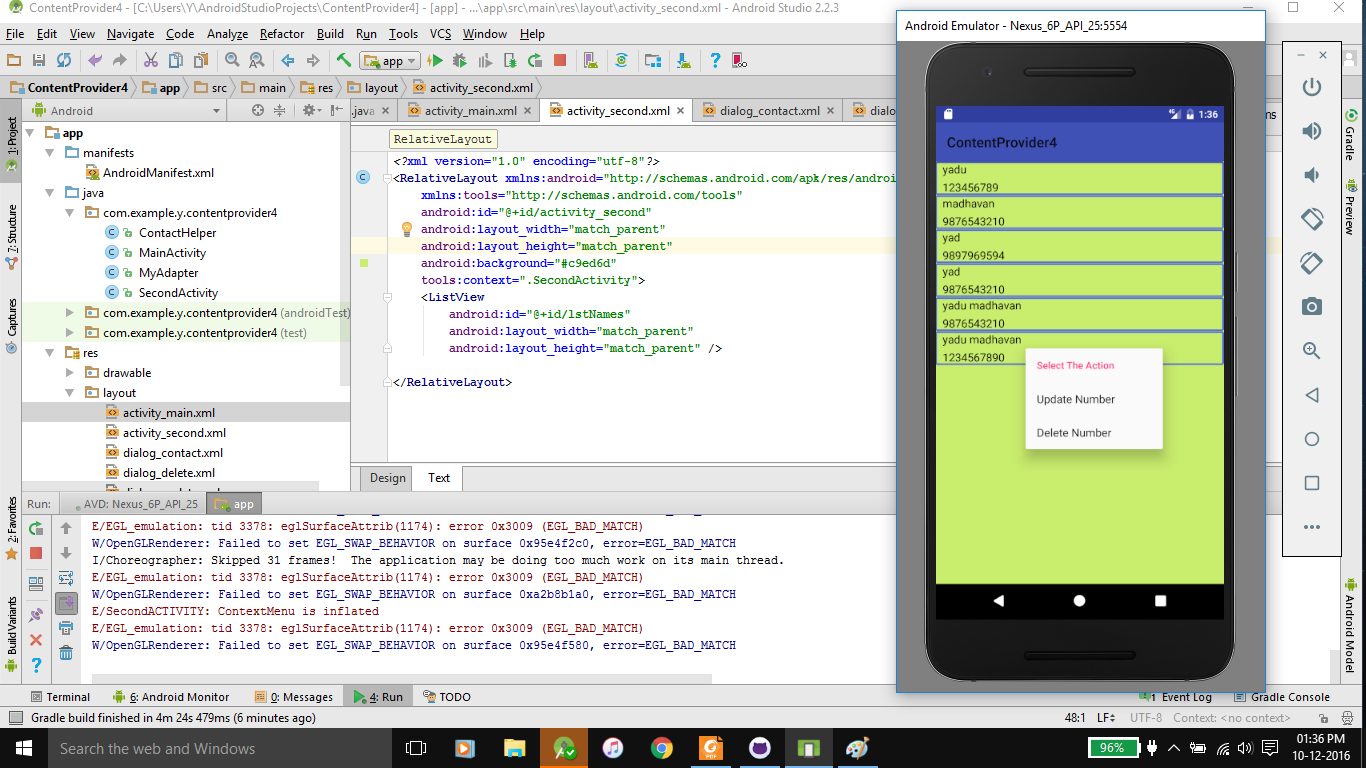 ContentProvider4 - [C:\Users\Y\AndroidStudioProjects\ContentProvider4] - [app] - ...\app\src\main\res\layout\activity_second.xml - Android Studio 2.2.3
File Edit View Navigate Code Analyze Refactor Build Run Tools VCS Window Help
app
ContentProvider4 app src main res layout activity_second.xml
Android
.java activity_main.xml activity_second.xml dialog_contact.xml
RelativeLayout
1: Project
7: Structure
Captures
2: Favorites
Build Variants
app
manifests
AndroidManifest.xml
java
com.example.y.contentprovider4
ContactHelper
MainActivity
MyAdapter
SecondActivity
com.example.y.contentprovider4 (androidTest)
com.example.y.contentprovider4 (test)
res
drawable
layout
activity_main.xml
activity_second.xml
dialog_contact.xml
dialog_delete.xml
<?xml version="1.0" encoding="utf-8"?>
<RelativeLayout xmlns:android="http://schemas.android.com/apk/res/androi
xmlns:tools="http://schemas.android.com/tools"
android:id="@+id/activity_second"
android:layout_width="match_parent"
android:layout_height="match_parent"
android:background="#c9ed6d"
tools:context=".SecondActivity">
<ListView
android:id="@+id/lstNames"
android:layout_width="match_parent"
android:layout_height="match_parent" />
</RelativeLayout>
Design Text
Android Emulator - Nexus_6P_API_25:5554
1:36
ContentProvider4
yadu
123456789
madhavan
9876543210
yad
9897969594
yad
9876543210
yadu madhavan
9876543210
yadu madhavan
1234567890
Select The Action
Update Number
Delete Number
Gradle
Preview
Android Model
Run: AVD: Nexus_6P_API_25 app
E/EGL_emulation: tid 3378: eglSurfaceAttrib(1174): error 0x3009 (EGL_BAD_MATCH)
W/OpenGLRenderer: Failed to set EGL_SWAP_BEHAVIOR on surface 0x95e4f2c0, error=EGL_BAD_MATCH
I/Choreographer: Skipped 31 frames! The application may be doing too much work on its main thread.
E/EGL_emulation: tid 3378: eglSurfaceAttrib(1174): error 0x3009 (EGL_BAD_MATCH)
W/OpenGLRenderer: Failed to set EGL_SWAP_BEHAVIOR on surface 0xa2b8b1a0, error=EGL_BAD_MATCH
E/SecondACTIVITY: ContextMenu is inflated
E/EGL_emulation: tid 3378: eglSurfaceAttrib(1174): error 0x3009 (EGL_BAD_MATCH)
W/OpenGLRenderer: Failed to set EGL_SWAP_BEHAVIOR on surface 0x95e4f580, error=EGL_BAD_MATCH
Terminal 6: Android Monitor 0: Messages 4: Run TODO 1 Event Log Gradle Console
Gradle build finished in 4m 24s 479ms (6 minutes ago) 48:1 LF UTF-8 Context: <no context>
Search the web and Windows
96%
01:36 PM
10-12-2016